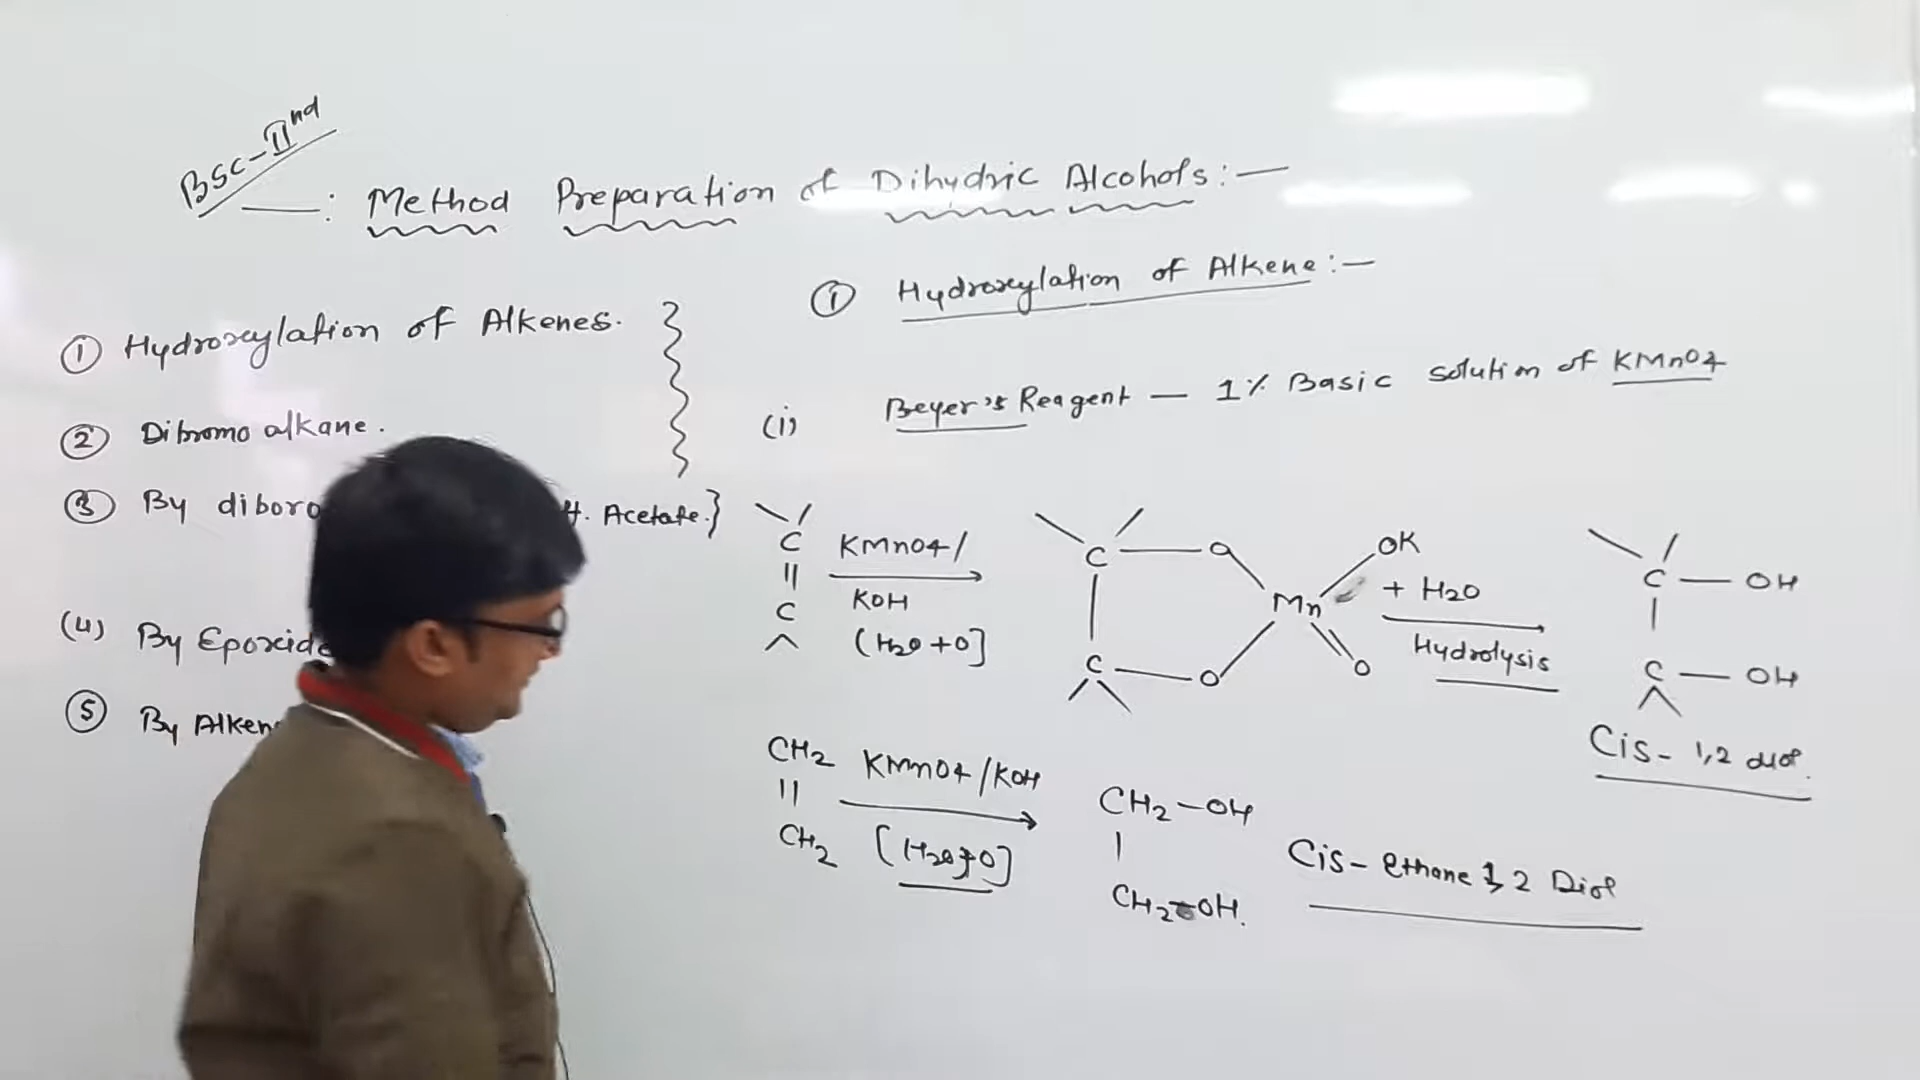 BSC-IInd
: Method Preparation of Dihydric Alcohols:—
① Hydroxylation of Alkenes.
② Dibromo alkane.
③ By diboro 4. Acetate.}
(4) By Epoxide
⑤ By Alken
① Hydroxylation of Alkene:—
(i) Beyer's Reagent — 1% Basic solution of KMnO4
C = C KMnO4/ KOH (H2O+O]
C — O Mn OK
C — O O
+ H2O Hydrolysis
C — OH
C — OH
Cis- 1,2 diol.
CH2 = CH2 KMnO4/KOH [H2O+O]
CH2-OH
CH2-OH.
Cis- Ethane 1,2 Diol